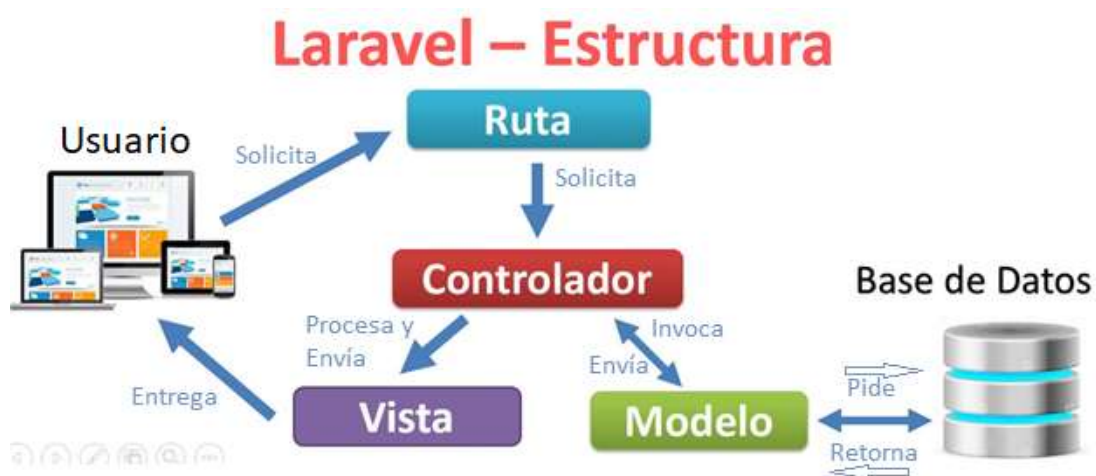 Laravel – Estructura
Ruta
Usuario
Solicita
Solicita
Controlador
Base de Datos
Procesa y
Envía
Invoca
Envía
Pide
Entrega
Vista
Modelo
Retorna